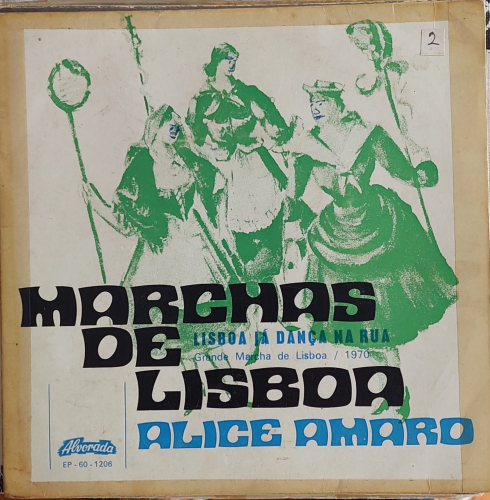 2
MARCHAS
DE
LISBOA JÁ DANÇA NA RUA
Grande Marcha de Lisboa / 1970
LISBOA
ALICE AMARO
Alvorada
EP - 60 - 1206